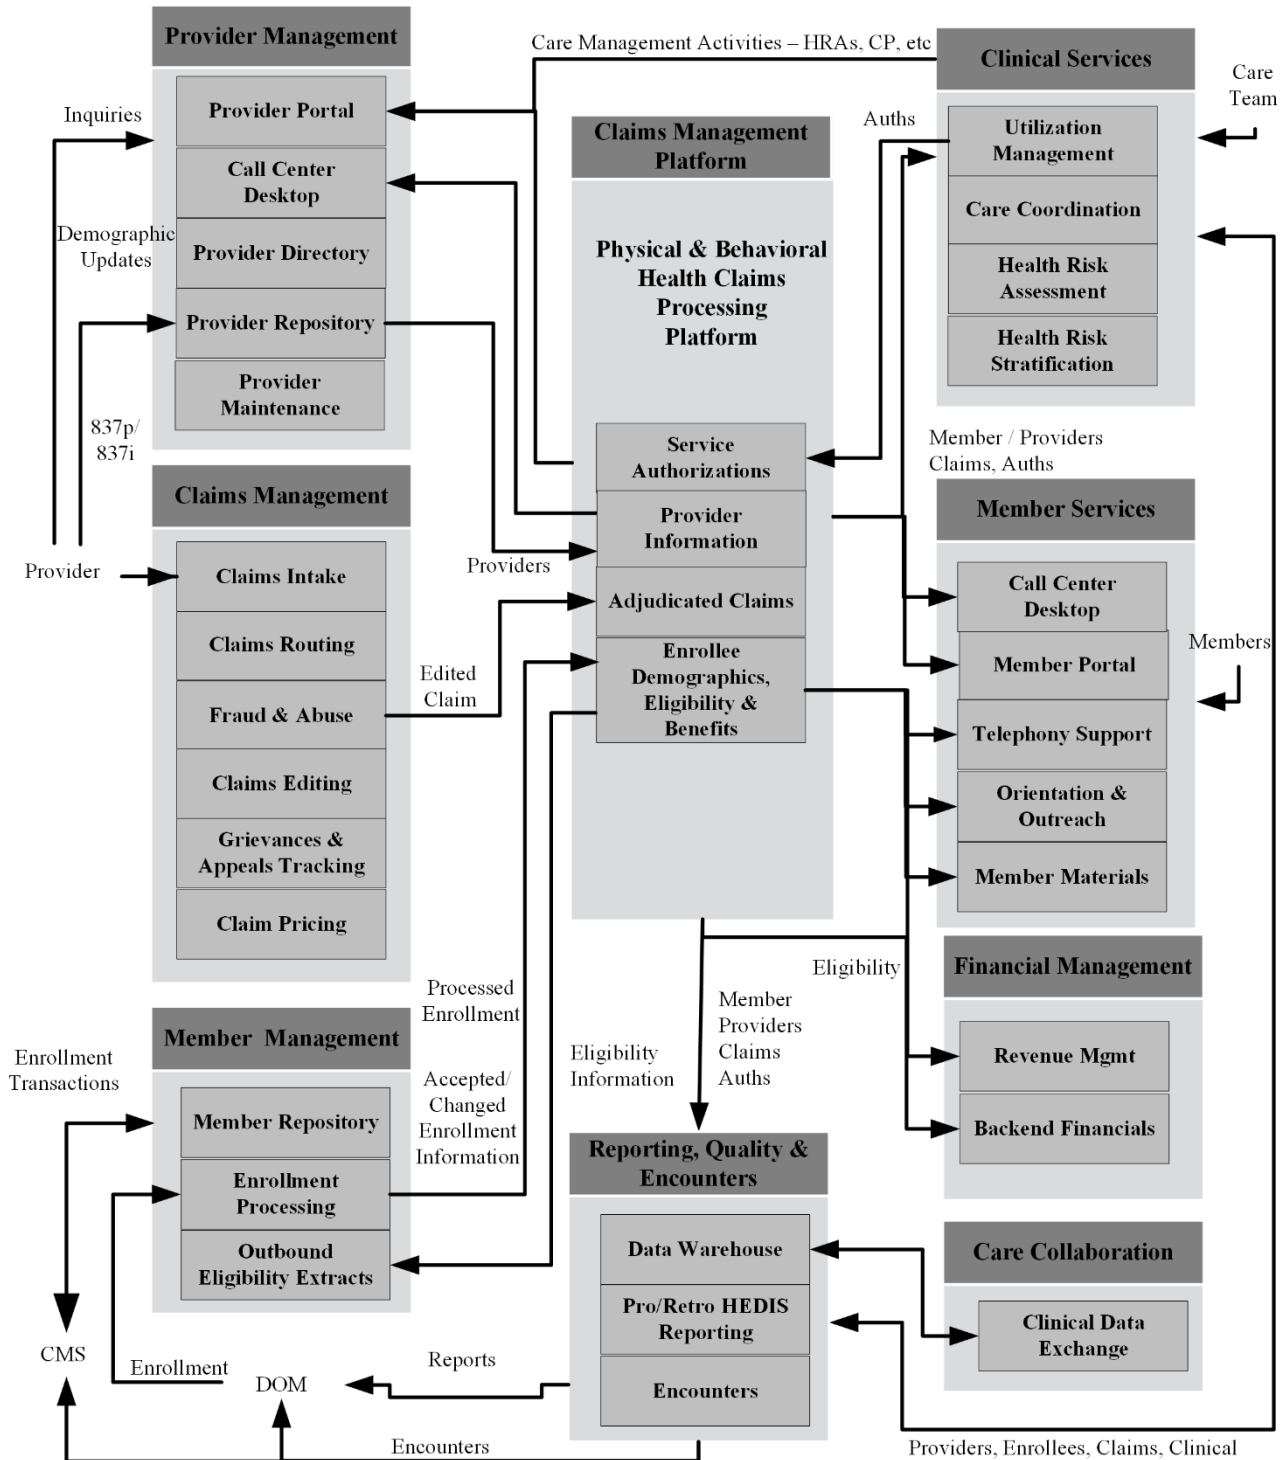 Provider Management
Provider Portal
Call Center
Desktop
Provider Directory
Provider Repository
Provider
Maintenance
Inquiries
Demographic
Updates
837p/
837i
Provider
Claims Management
Claims Intake
Claims Routing
Fraud & Abuse
Claims Editing
Grievances &
Appeals Tracking
Claim Pricing
Member Management
Member Repository
Enrollment
Processing
Outbound
Eligibility Extracts
Enrollment
Transactions
CMS
Enrollment
DOM
Reports
Encounters
Care Management Activities – HRAs, CP, etc
Claims Management
Platform
Physical & Behavioral
Health Claims
Processing
Platform
Service
Authorizations
Provider
Information
Adjudicated Claims
Enrollee
Demographics,
Eligibility &
Benefits
Auths
Providers
Edited
Claim
Processed
Enrollment
Accepted/
Changed
Enrollment
Information
Eligibility
Information
Member
Providers
Claims
Auths
Eligibility
Reporting, Quality &
Encounters
Data Warehouse
Pro/Retro HEDIS
Reporting
Encounters
Clinical Services
Utilization
Management
Care Coordination
Health Risk
Assessment
Health Risk
Stratification
Care
Team
Member / Providers
Claims, Auths
Member Services
Call Center
Desktop
Member Portal
Telephony Support
Orientation &
Outreach
Member Materials
Members
Financial Management
Revenue Mgmt
Backend Financials
Care Collaboration
Clinical Data
Exchange
Providers, Enrollees, Claims, Clinical